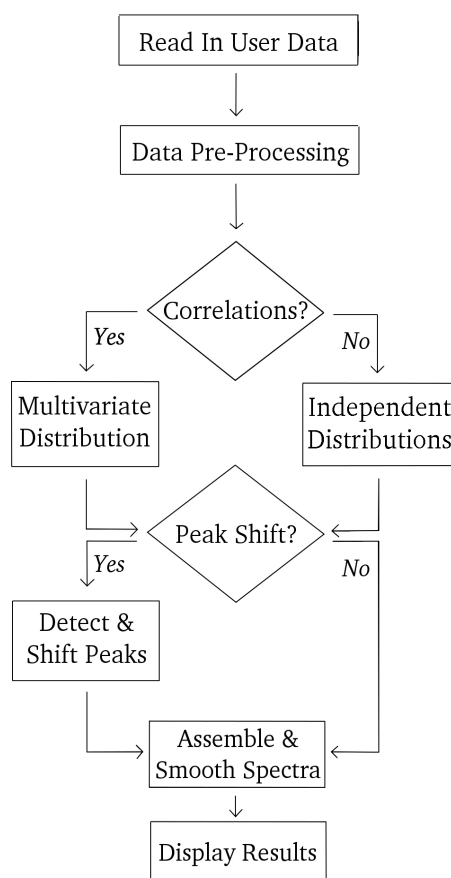 Read In User Data
Data Pre-Processing
Correlations?
Yes
No
Multivariate
Distribution
Independent
Distributions
Peak Shift?
Yes
No
Detect &
Shift Peaks
Assemble &
Smooth Spectra
Display Results